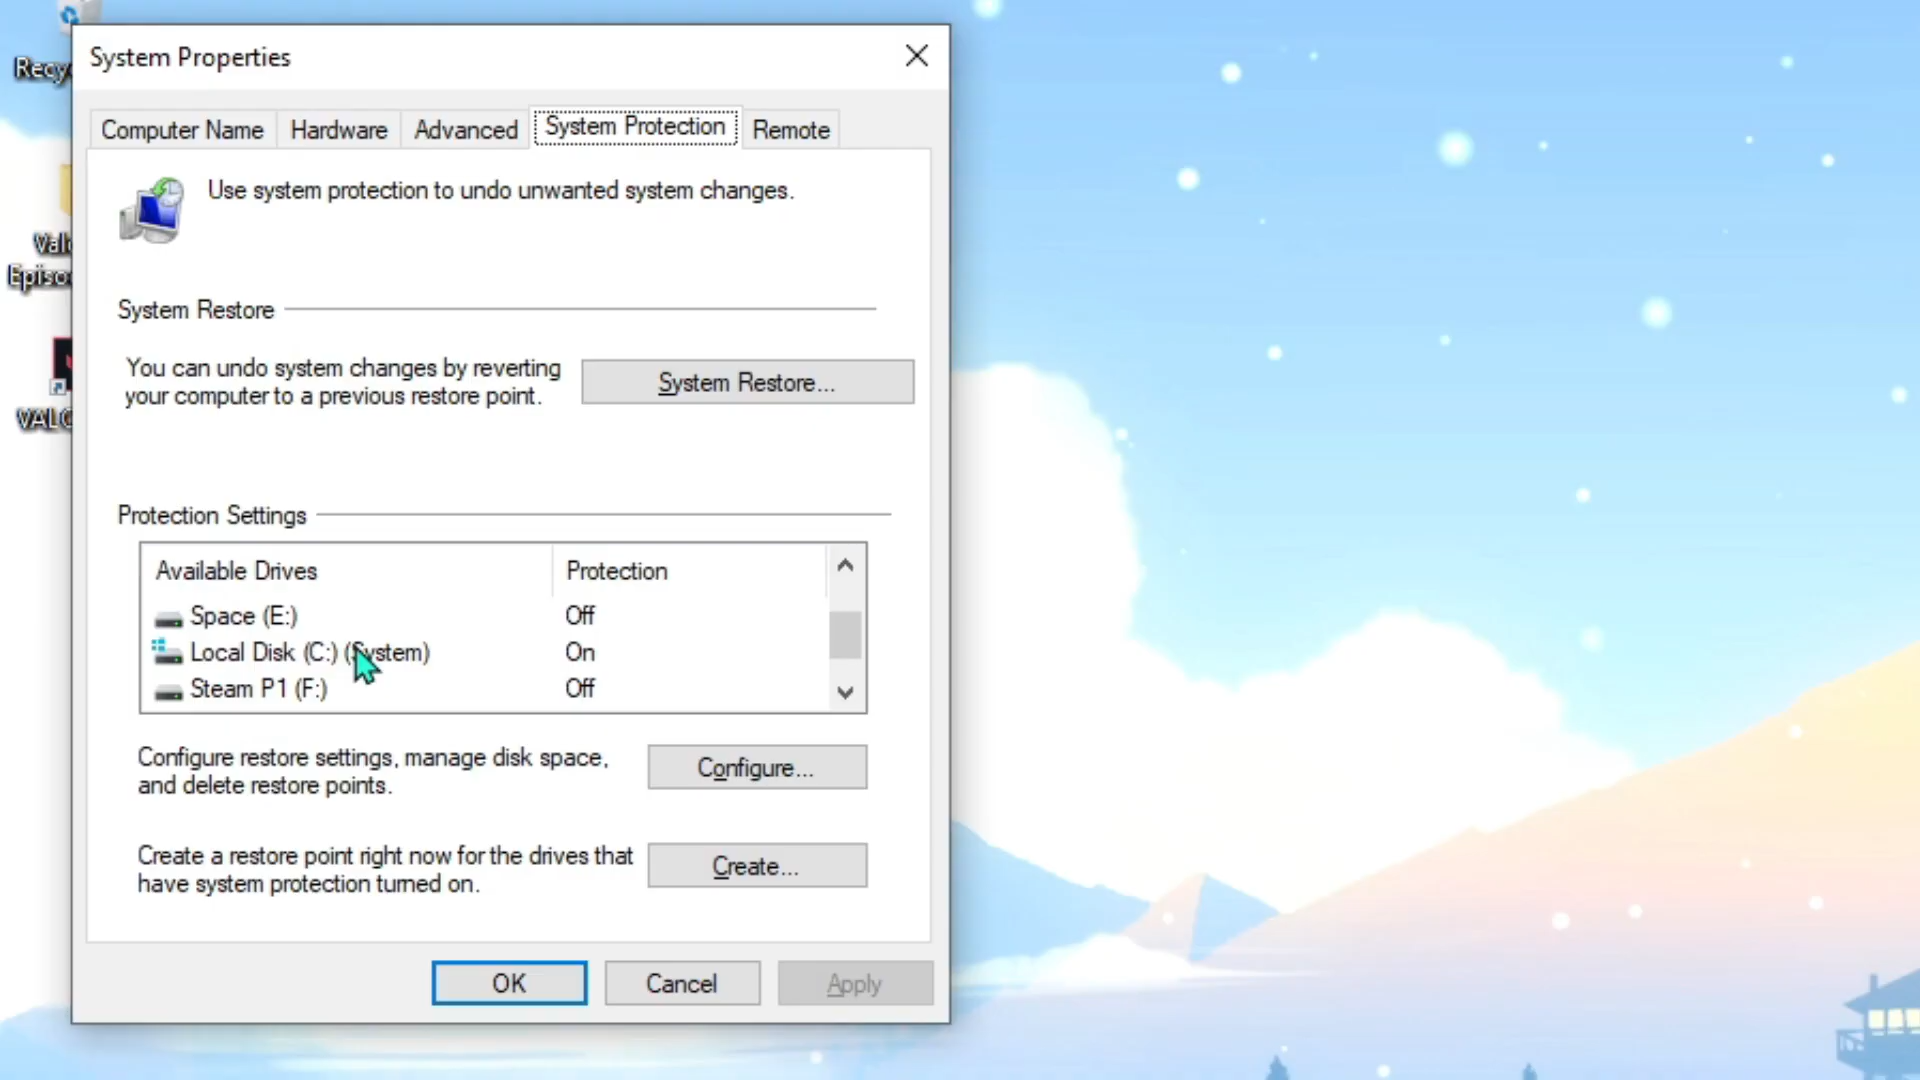 System Properties
Computer Name
Hardware
Advanced
System Protection
Remote
Use system protection to undo unwanted system changes.
System Restore
You can undo system changes by reverting
your computer to a previous restore point.
System Restore...
Protection Settings
Available Drives
Protection
Space (E:)
Off
Local Disk (C:) (System)
On
Steam P1 (F:)
Off
Configure restore settings, manage disk space,
and delete restore points.
Configure...
Create a restore point right now for the drives that
have system protection turned on.
Create...
OK
Cancel
Apply
Recy
Val
Episo
VALO